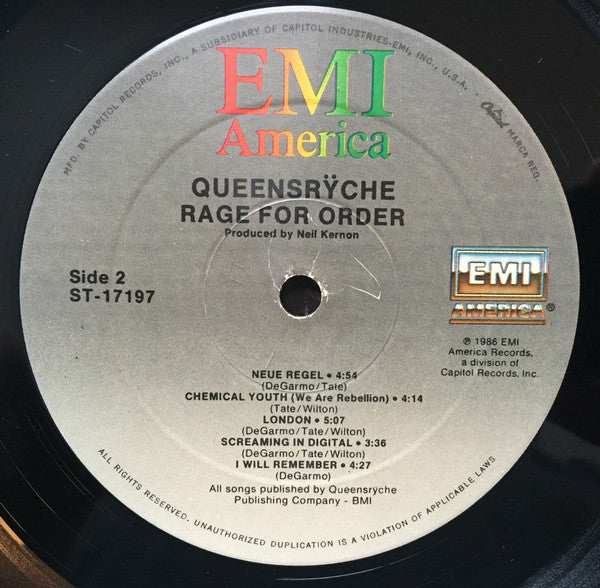 MFD. BY CAPITOL RECORDS, INC., A SUBSIDIARY OF CAPITOL INDUSTRIES-EMI, INC., U.S.A.
Capitol MARCA REG.
EMI
America
QUEENSRŸCHE
RAGE FOR ORDER
Produced by Neil Kernon
Side 2
ST-17197
EMI
AMERICA®
℗ 1986 EMI
America Records,
a division of
Capitol Records, Inc.
NEUE REGEL • 4:54
(DeGarmo/Tate)
CHEMICAL YOUTH (We Are Rebellion) • 4:14
(Tate/Wilton)
LONDON • 5:07
(DeGarmo/Tate/Wilton)
SCREAMING IN DIGITAL • 3:36
(DeGarmo/Tate/Wilton)
I WILL REMEMBER • 4:27
(DeGarmo)
All songs published by Queensrÿche
Publishing Company - BMI
ALL RIGHTS RESERVED. UNAUTHORIZED DUPLICATION IS A VIOLATION OF APPLICABLE LAWS